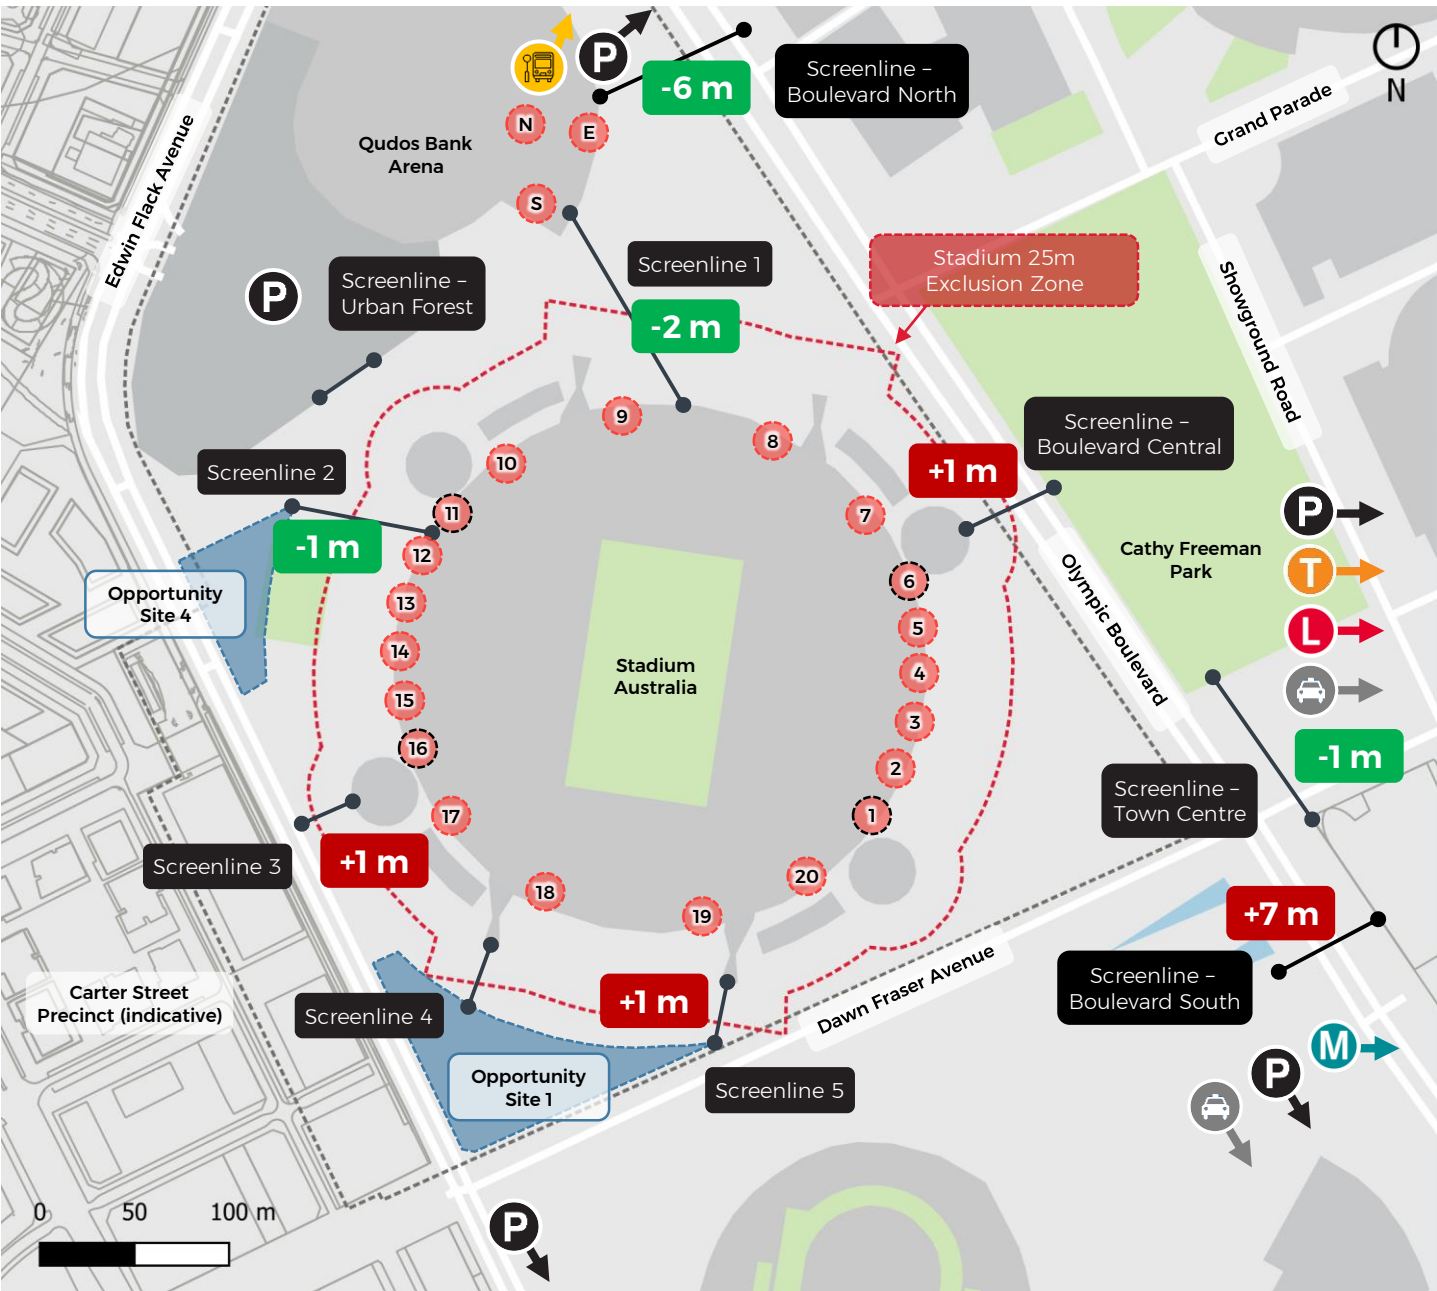 P
-6 m
Screenline –
Boulevard North
N
Grand Parade
N
E
Qudos Bank
Arena
Edwin Flack Avenue
S
Screenline 1
Stadium 25m
Exclusion Zone
P
Screenline –
Urban Forest
-2 m
Showground Road
9
8
10
Screenline –
Boulevard Central
+1 m
Screenline 2
11
7
P
-1 m
12
Cathy Freeman
Park
T
6
Opportunity
Site 4
13
5
L
Olympic Boulevard
14
4
Stadium
Australia
15
3
16
2
-1 m
Screenline –
Town Centre
1
17
Screenline 3
+1 m
20
18
19
+7 m
Screenline –
Boulevard South
Dawn Fraser Avenue
Carter Street
Precinct (indicative)
Screenline 4
+1 m
M
P
Opportunity
Site 1
Screenline 5
0 50 100 m
P